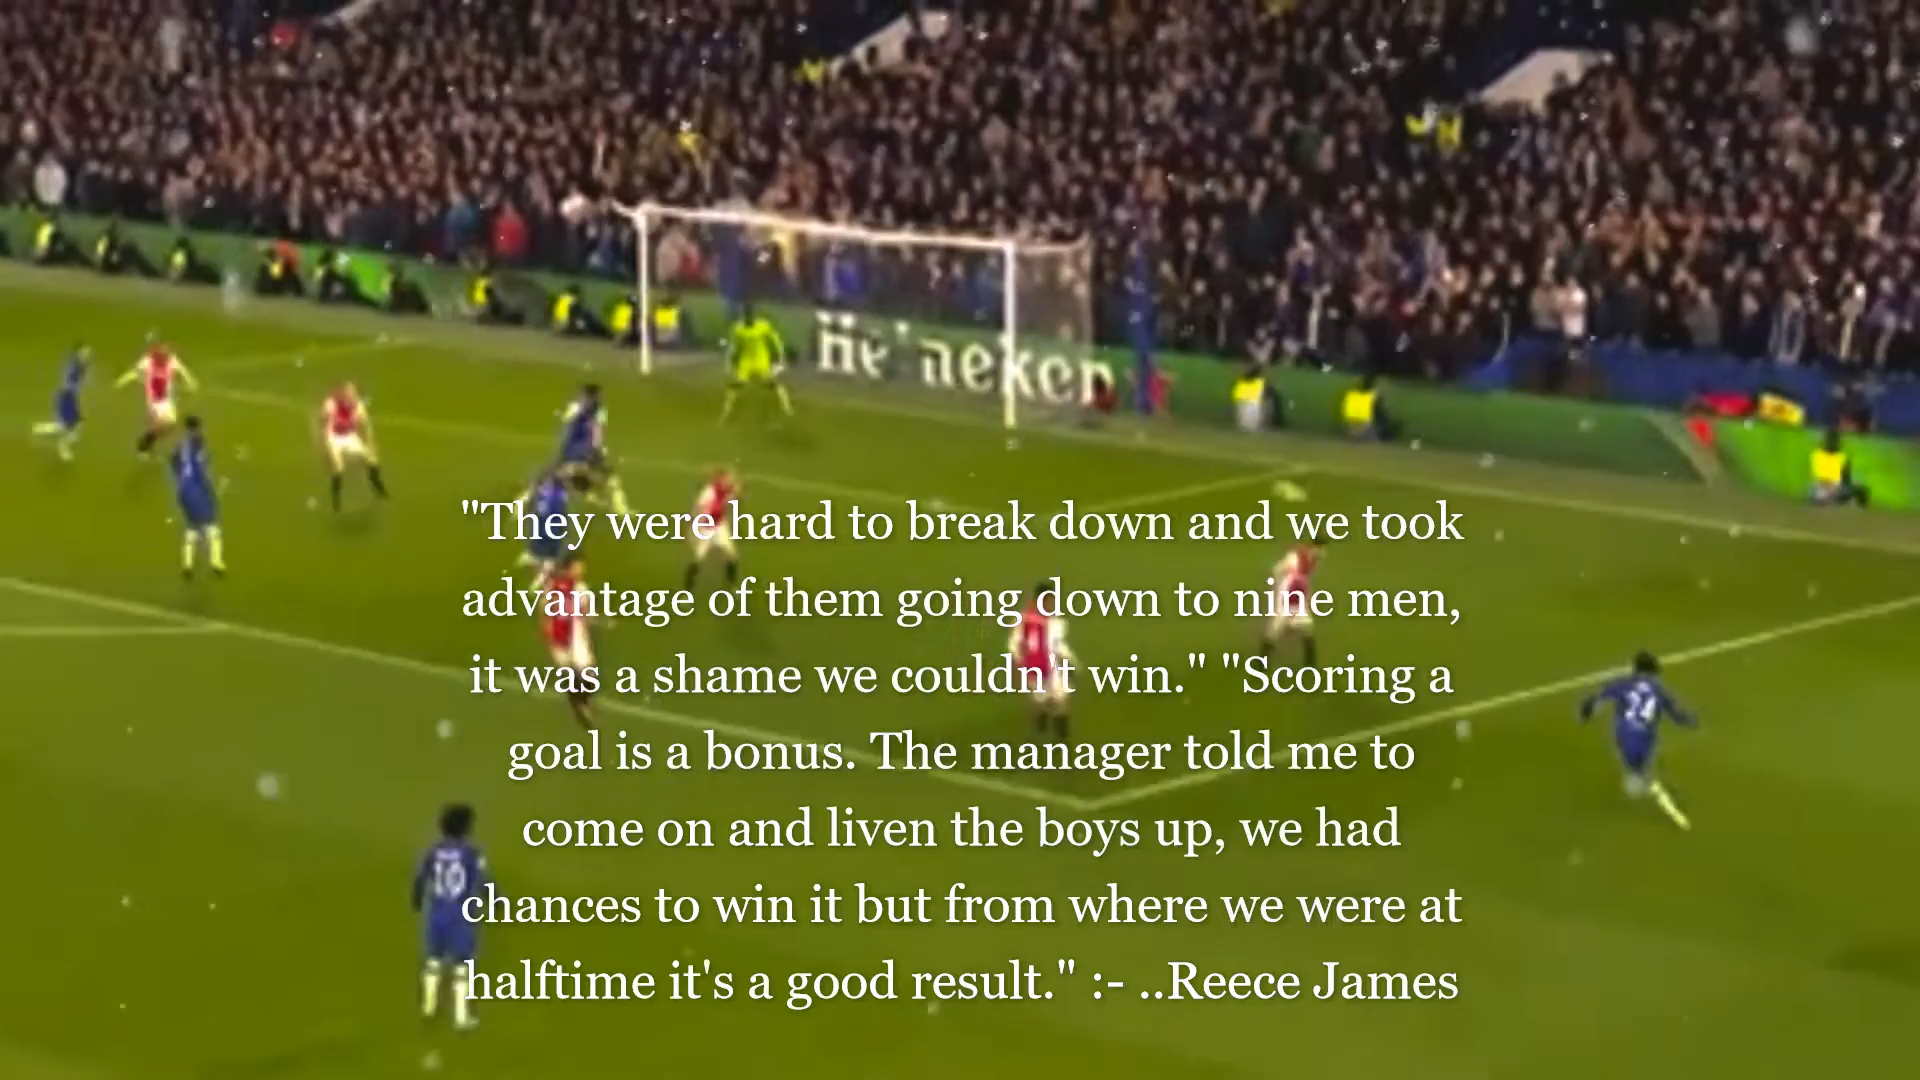 Heineken
"They were hard to break down and we took
advantage of them going down to nine men,
it was a shame we couldn't win." "Scoring a
goal is a bonus. The manager told me to
come on and liven the boys up, we had
chances to win it but from where we were at
halftime it's a good result." :- ..Reece James
24
10